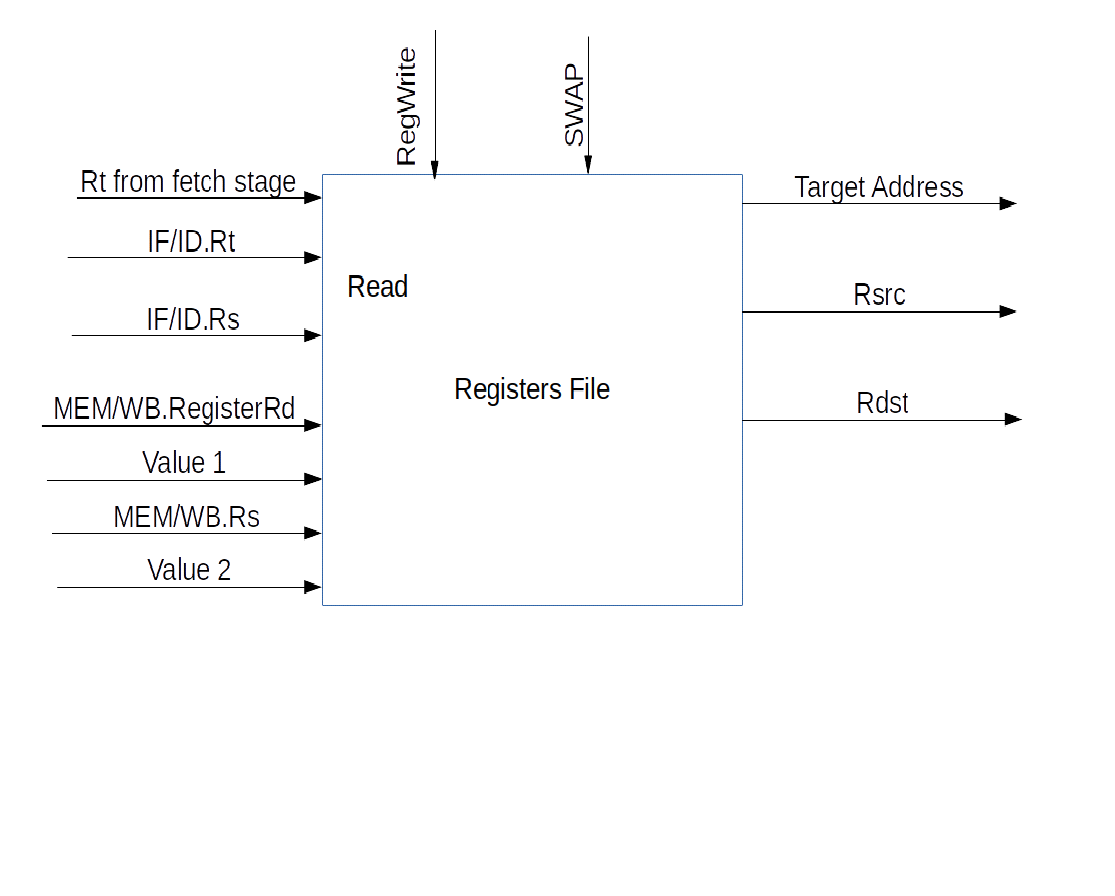 RegWrite
SWAP
Rt from fetch stage
Target Address
IF/ID.Rt
Read
Rsrc
IF/ID.Rs
Registers File
Rdst
MEM/WB.RegisterRd
Value 1
MEM/WB.Rs
Value 2